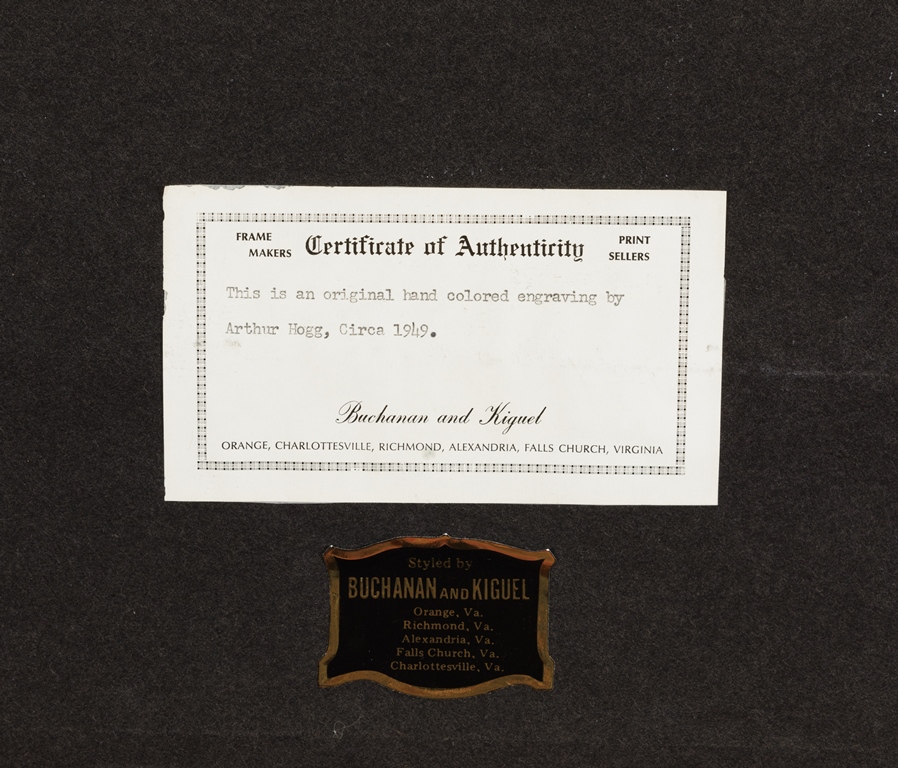 FRAME MAKERS Certificate of Authenticity PRINT SELLERS
This is an original hand colored engraving by
Arthur Hogg, Circa 1949.
Buchanan and Kiguel
ORANGE, CHARLOTTESVILLE, RICHMOND, ALEXANDRIA, FALLS CHURCH, VIRGINIA
Styled by
BUCHANAN AND KIGUEL
Orange, Va.
Richmond, Va.
Alexandria, Va.
Falls Church, Va.
Charlottesville, Va.